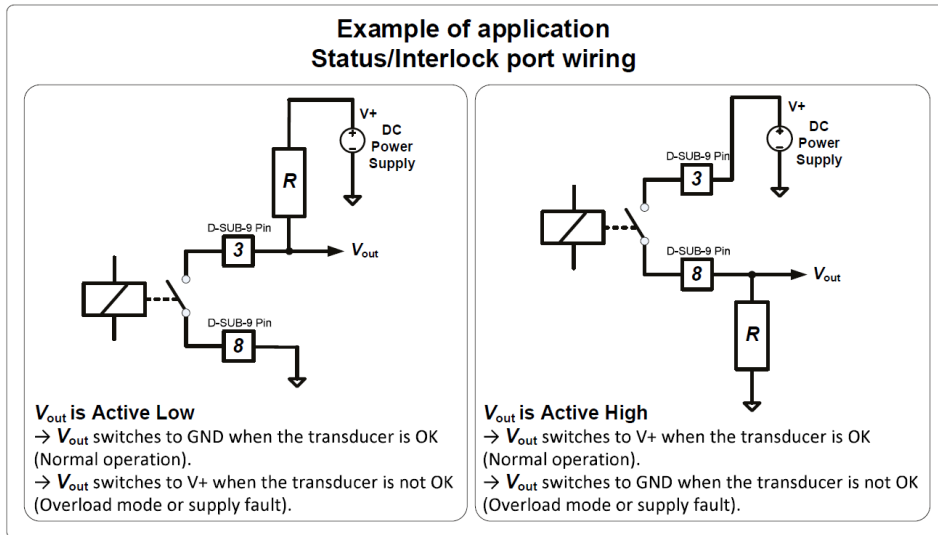 Example of application
Status/Interlock port wiring
V+
DC
Power
Supply
R
D-SUB-9 Pin
3
Vout
D-SUB-9 Pin
8
Vout is Active Low
→ Vout switches to GND when the transducer is OK
(Normal operation).
→ Vout switches to V+ when the transducer is not OK
(Overload mode or supply fault).
V+
DC
Power
Supply
D-SUB-9 Pin
3
D-SUB-9 Pin
8
Vout
R
Vout is Active High
→ Vout switches to V+ when the transducer is OK
(Normal operation).
→ Vout switches to GND when the transducer is not OK
(Overload mode or supply fault).